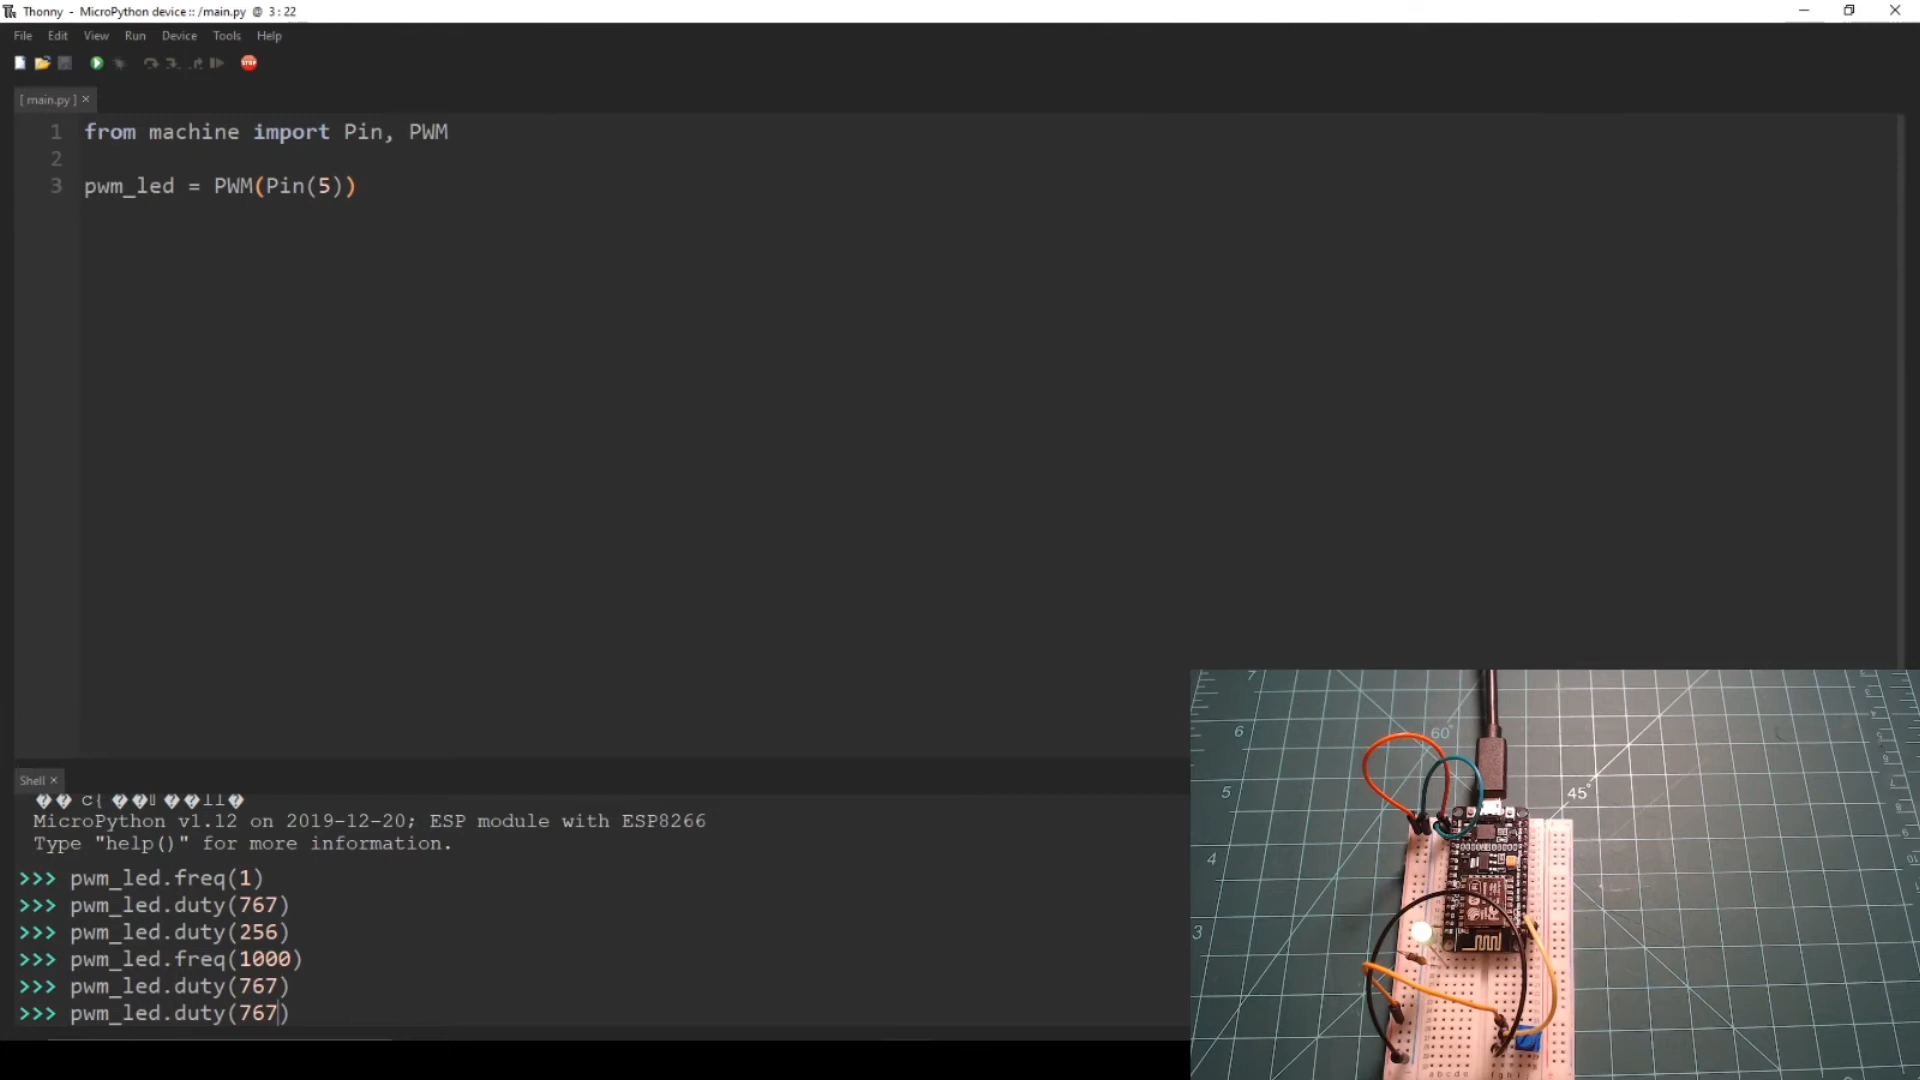 Thonny - MicroPython device :: /main.py @ 3 : 22
File Edit View Run Device Tools Help
STOP
[ main.py ] ×
1 from machine import Pin, PWM
2
3 pwm_led = PWM(Pin(5))
Shell ×
MicroPython v1.12 on 2019-12-20; ESP module with ESP8266
Type "help()" for more information.
>>> pwm_led.freq(1)
>>> pwm_led.duty(767)
>>> pwm_led.duty(256)
>>> pwm_led.freq(1000)
>>> pwm_led.duty(767)
>>> pwm_led.duty(767)
7
6
60°
5
45°
4
3